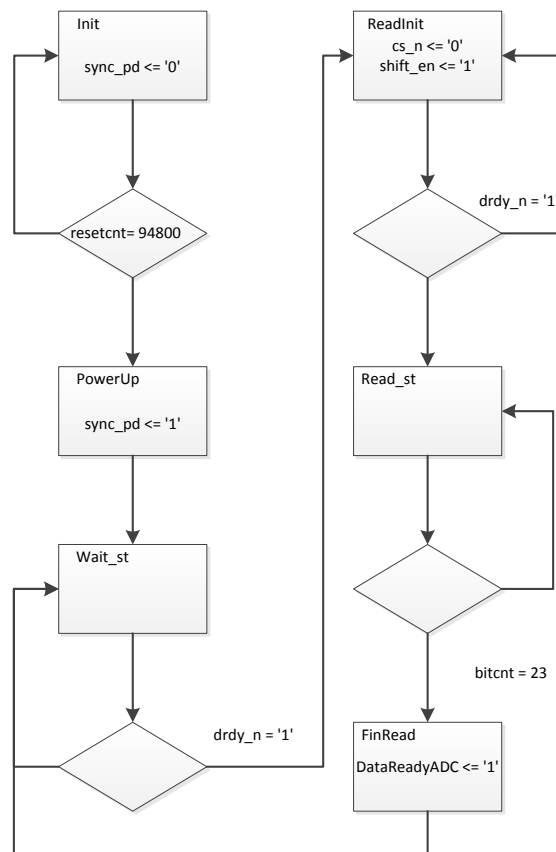 Init
sync_pd <= '0'
resetcnt= 94800
PowerUp
sync_pd <= '1'
Wait_st
drdy_n = '1'
ReadInit
cs_n <= '0'
shift_en <= '1'
drdy_n = '1'
Read_st
bitcnt = 23
FinRead
DataReadyADC <= '1'